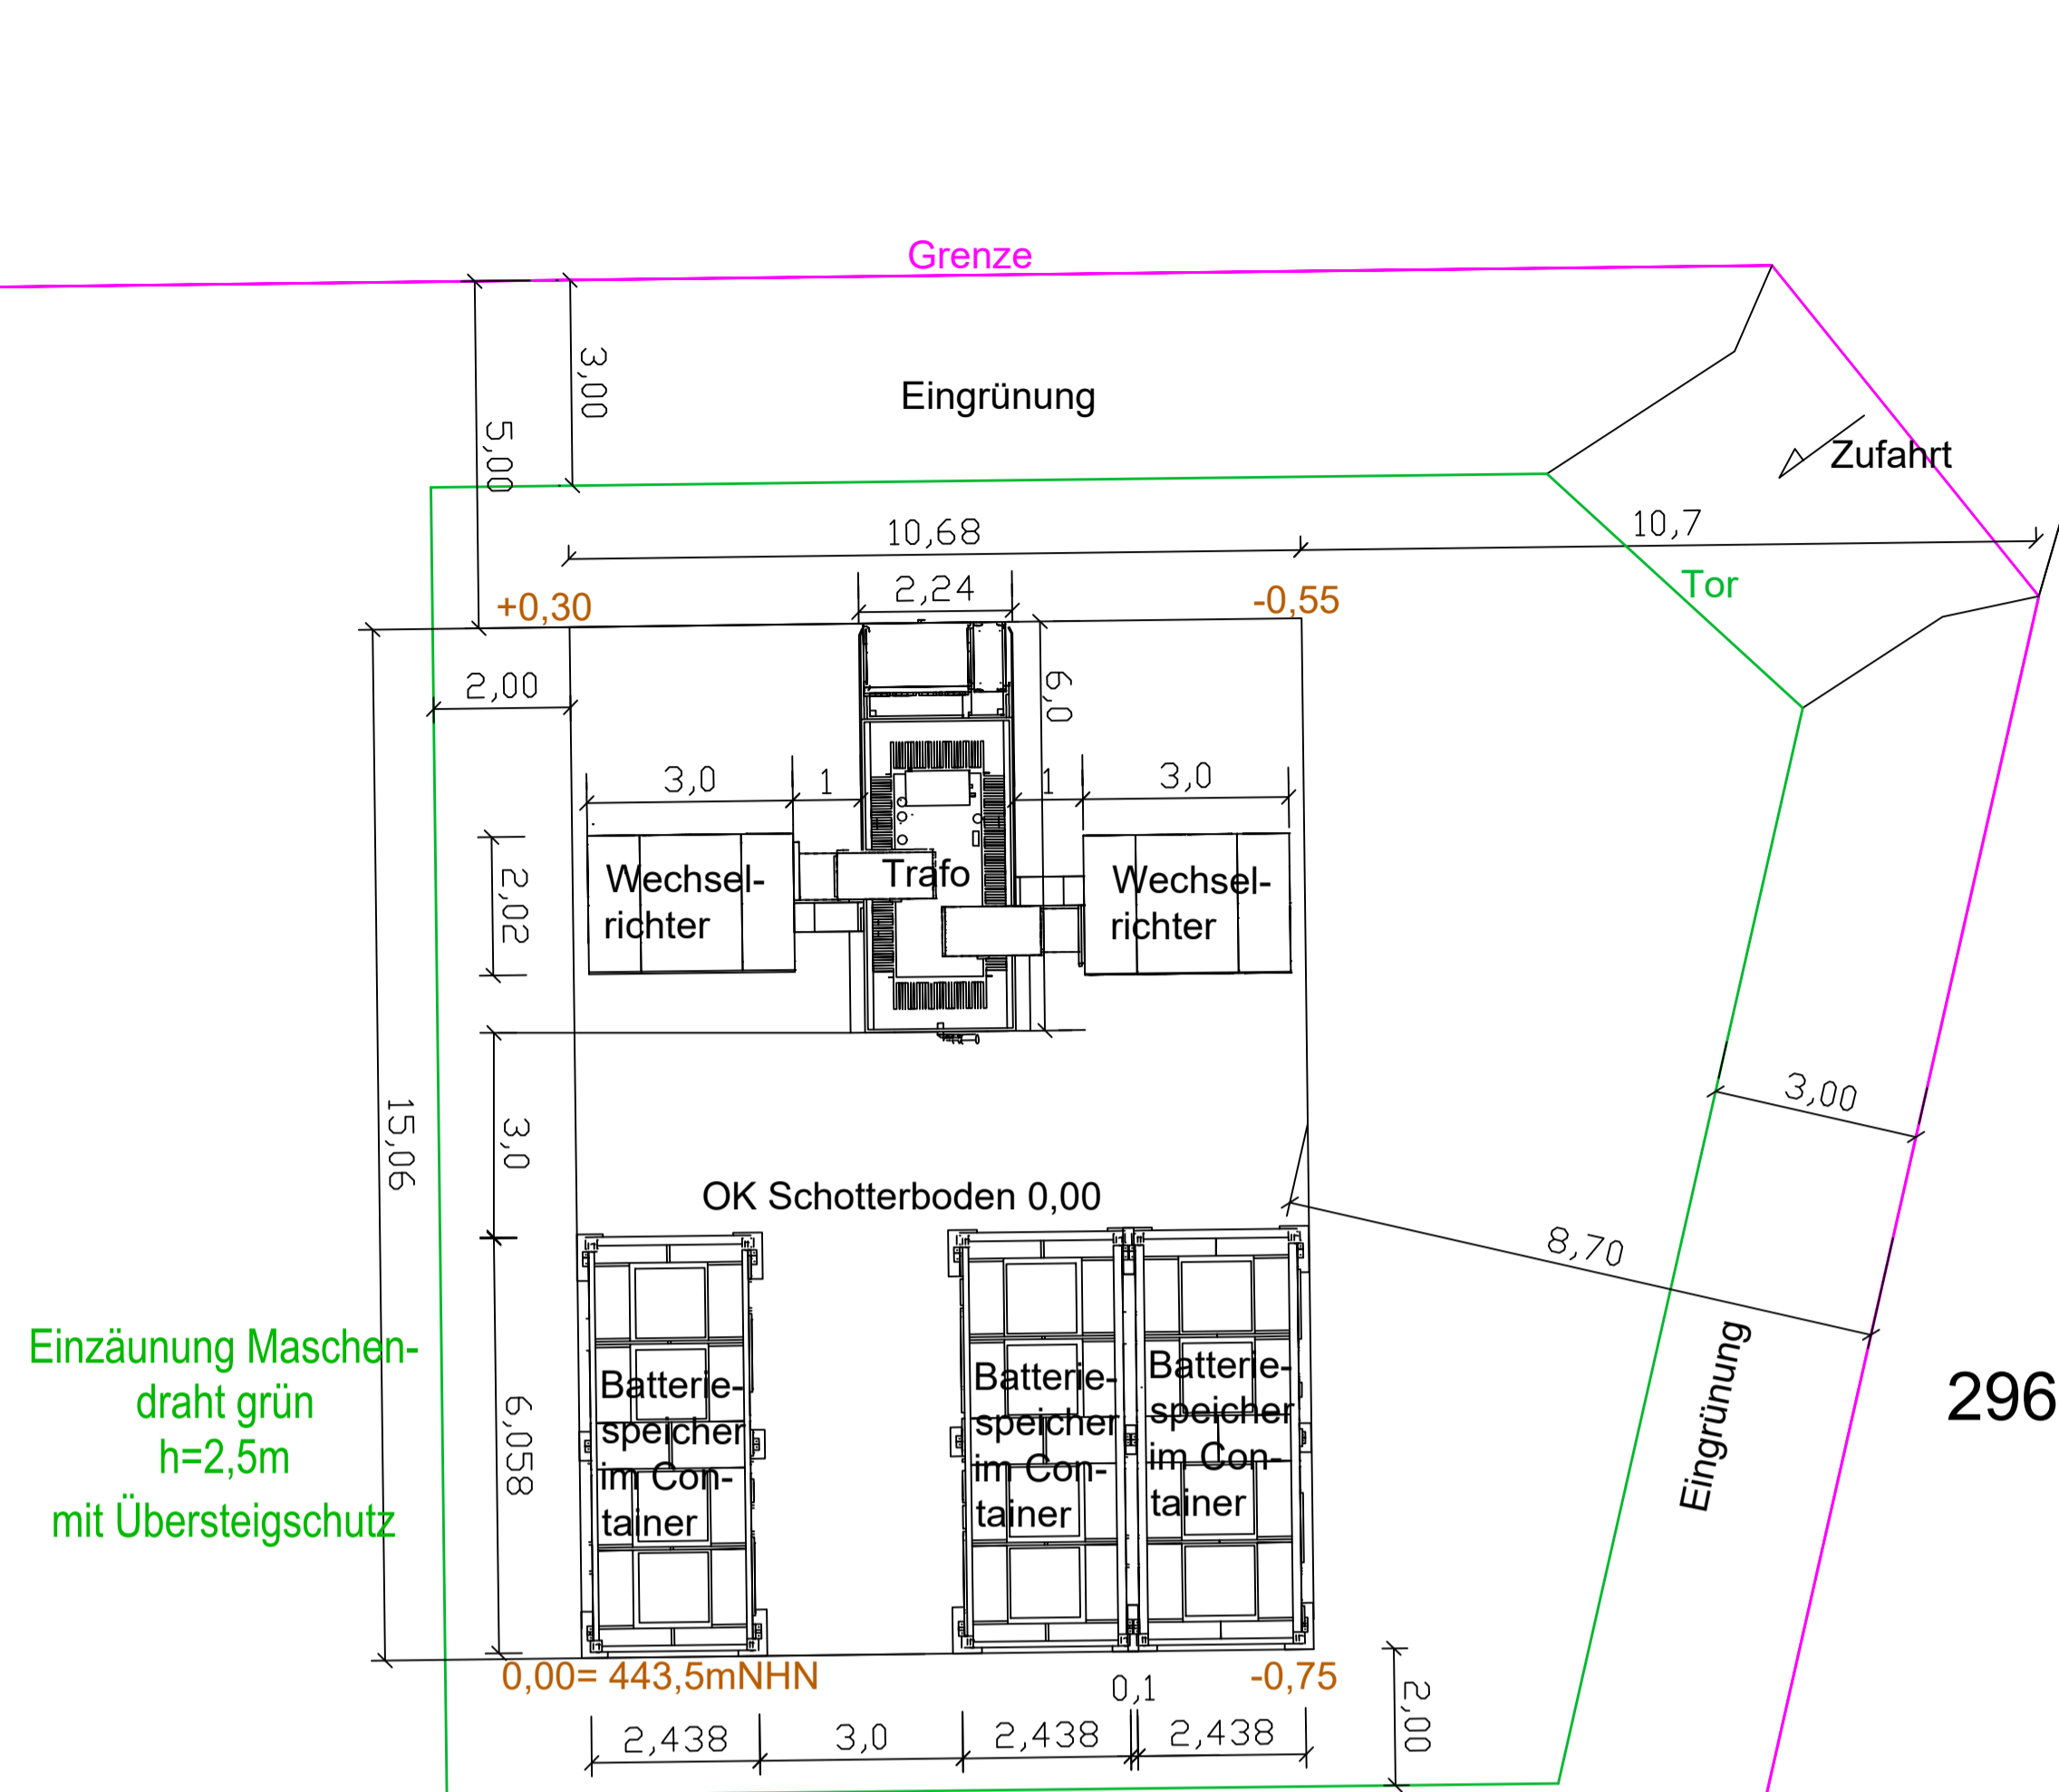 Grenze
3,00
Eingrünung
5,00
Zufahrt
10,68
10,7
Tor
2,24
+0,30
-0,55
2,00
6,0
3,0
1
1
3,0
Wechsel-
richter
Trafo
Wechsel-
richter
2,02
3,00
15,06
3,0
OK Schotterboden 0,00
8,70
Einzäunung Maschen-
draht grün
h=2,5m
mit Übersteigschutz
6,058
Batterie-
speicher
im Con-
tainer
Batterie-
speicher
im Con-
tainer
Batterie-
speicher
im Con-
tainer
Eingrünung
296
0,00= 443,5mNHN
-0,75
0,1
2,00
2,438
3,0
2,438
2,438